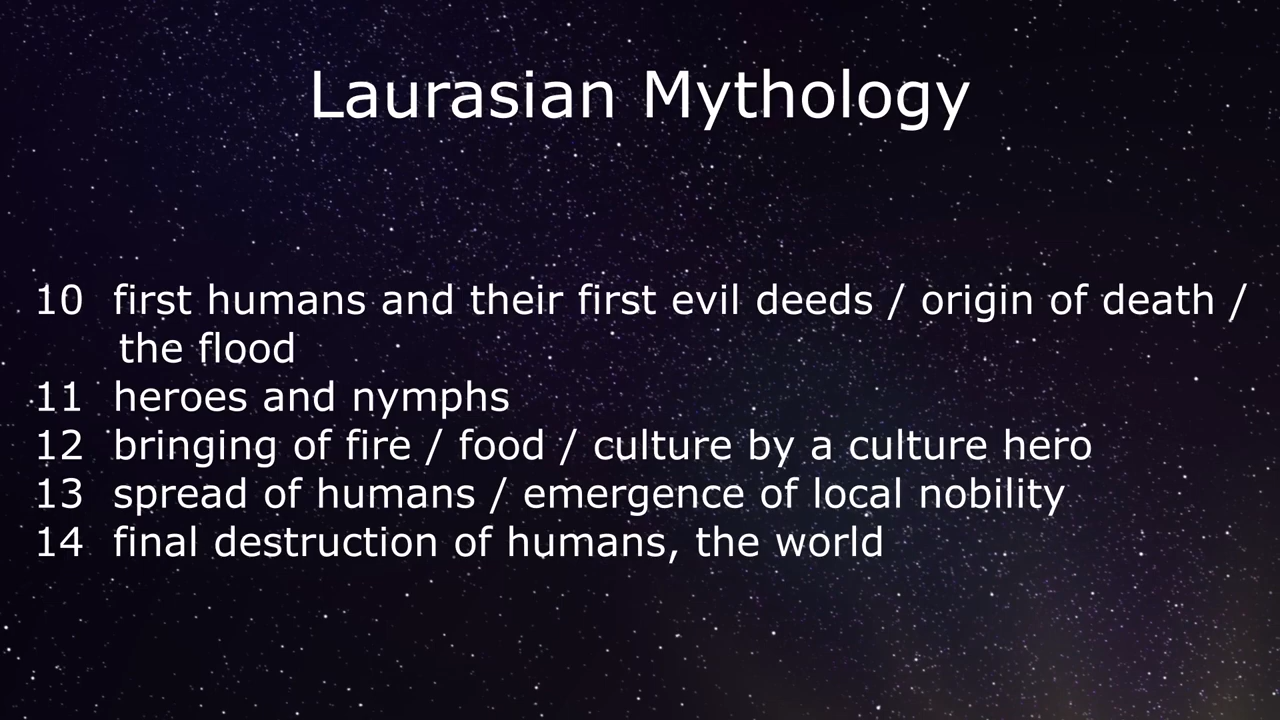 Laurasian Mythology
10 first humans and their first evil deeds / origin of death /
the flood
11 heroes and nymphs
12 bringing of fire / food / culture by a culture hero
13 spread of humans / emergence of local nobility
14 final destruction of humans, the world